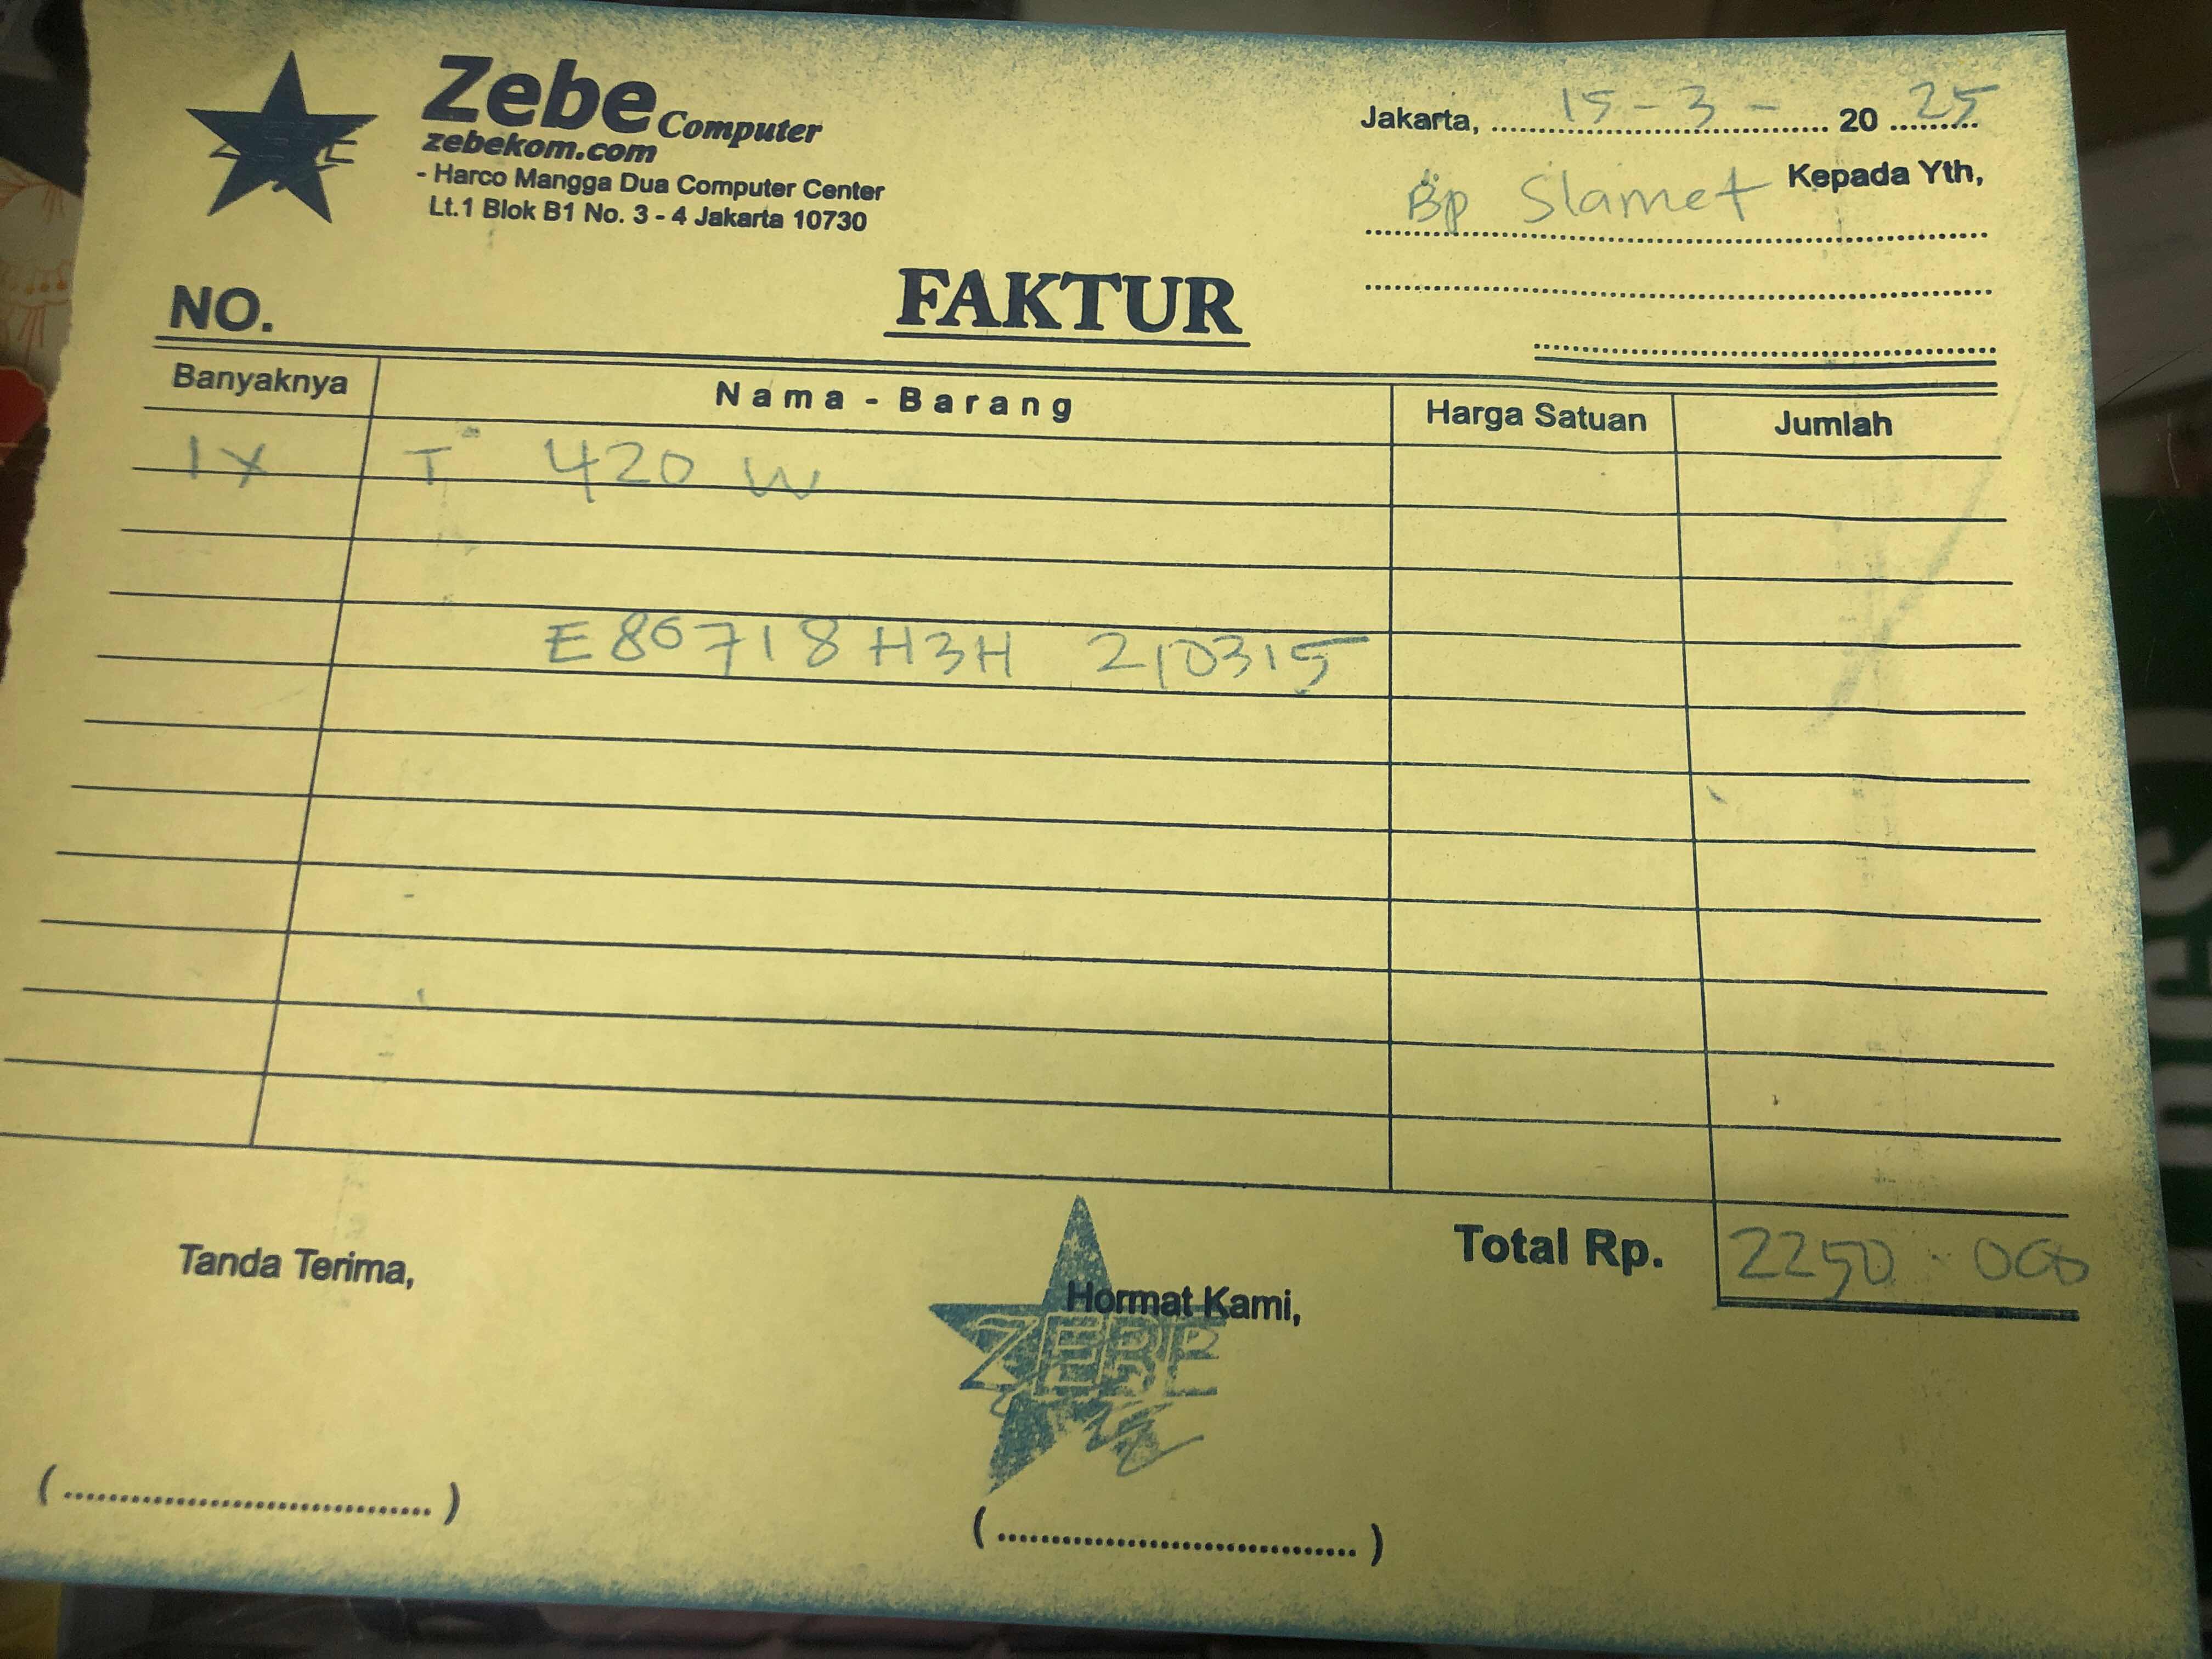 Zebe Computer
zebekom.com
- Harco Mangga Dua Computer Center
Lt.1 Blok B1 No. 3 - 4 Jakarta 10730
Jakarta, 15 - 3 - 20 25
Kepada Yth,
Bp Slamet
FAKTUR
NO.
Banyaknya Nama - Barang Harga Satuan Jumlah
1 X T 420 W
E86718H3H 210315
Total Rp. 2250.000
Tanda Terima,
Hormat Kami,
ZEBE
(..................................)
(..................................)